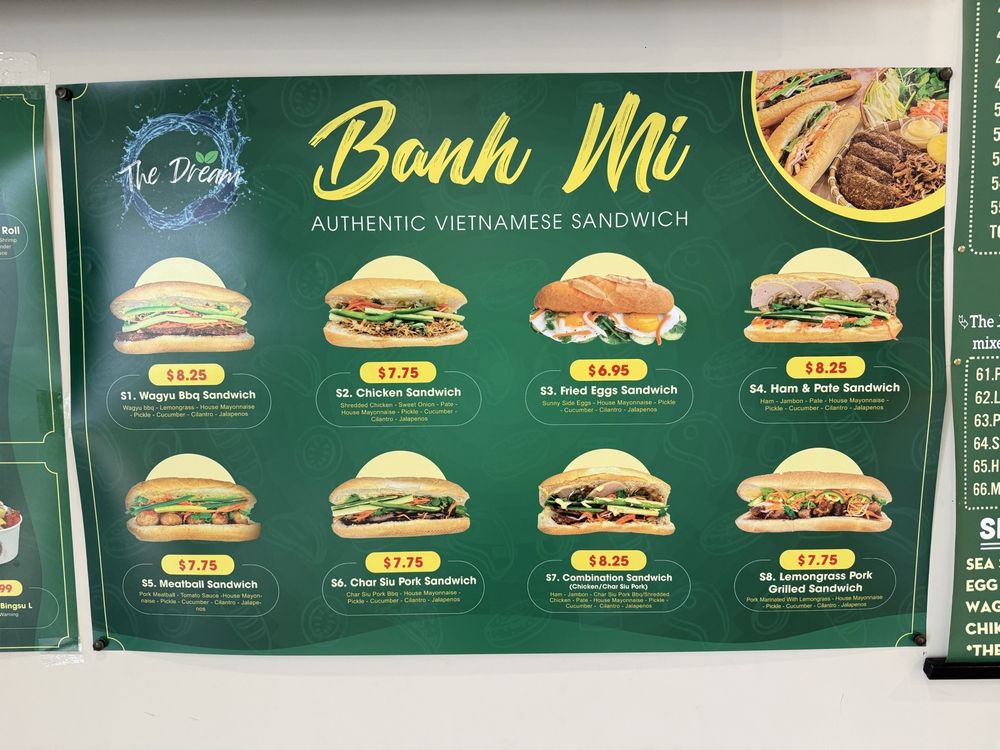 The Dream
Banh Mi
AUTHENTIC VIETNAMESE SANDWICH
$8.25
S1. Wagyu Bbq Sandwich
Wagyu bbq - Lemongrass - House Mayonnaise
- Pickle - Cucumber - Cilantro - Jalapenos
$7.75
S2. Chicken Sandwich
Shredded Chicken - Sweet Onion - Pate -
House Mayonnaise - Pickle - Cucumber -
Cilantro - Jalapenos
$6.95
S3. Fried Eggs Sandwich
Sunny Side Eggs - House Mayonnaise - Pickle
- Cucumber - Cilantro - Jalapenos
$8.25
S4. Ham & Pate Sandwich
Ham - Jambon - Pate - House Mayonnaise -
Pickle - Cucumber - Cilantro - Jalapenos
$7.75
S5. Meatball Sandwich
Pork Meatball - Tomato Sauce -House Mayon-
naise - Pickle - Cucumber - Cilantro - Jalape-
nos
$7.75
S6. Char Siu Pork Sandwich
Char Siu Pork Bbq - House Mayonnaise -
Pickle - Cucumber - Cilantro - Jalapenos
$8.25
S7. Combination Sandwich
(Chicken/Char Siu Pork)
Ham - Jambon - Char Siu Pork Bbq/Shredded
Chicken - Pate - House Mayonnaise - Pickle -
Cucumber - Cilantro - Jalapenos
$7.75
S8. Lemongrass Pork
Grilled Sandwich
Pork Marinated With Lemongrass - House Mayonnaise
- Pickle - Cucumber - Cilantro - Jalapenos
Roll
Shrimp
99
Bingsu L
Warning
The
61.P
62.L
63.P
64.S
65.H
66.M
SEA
EGG
WAG
CHIK
*THE